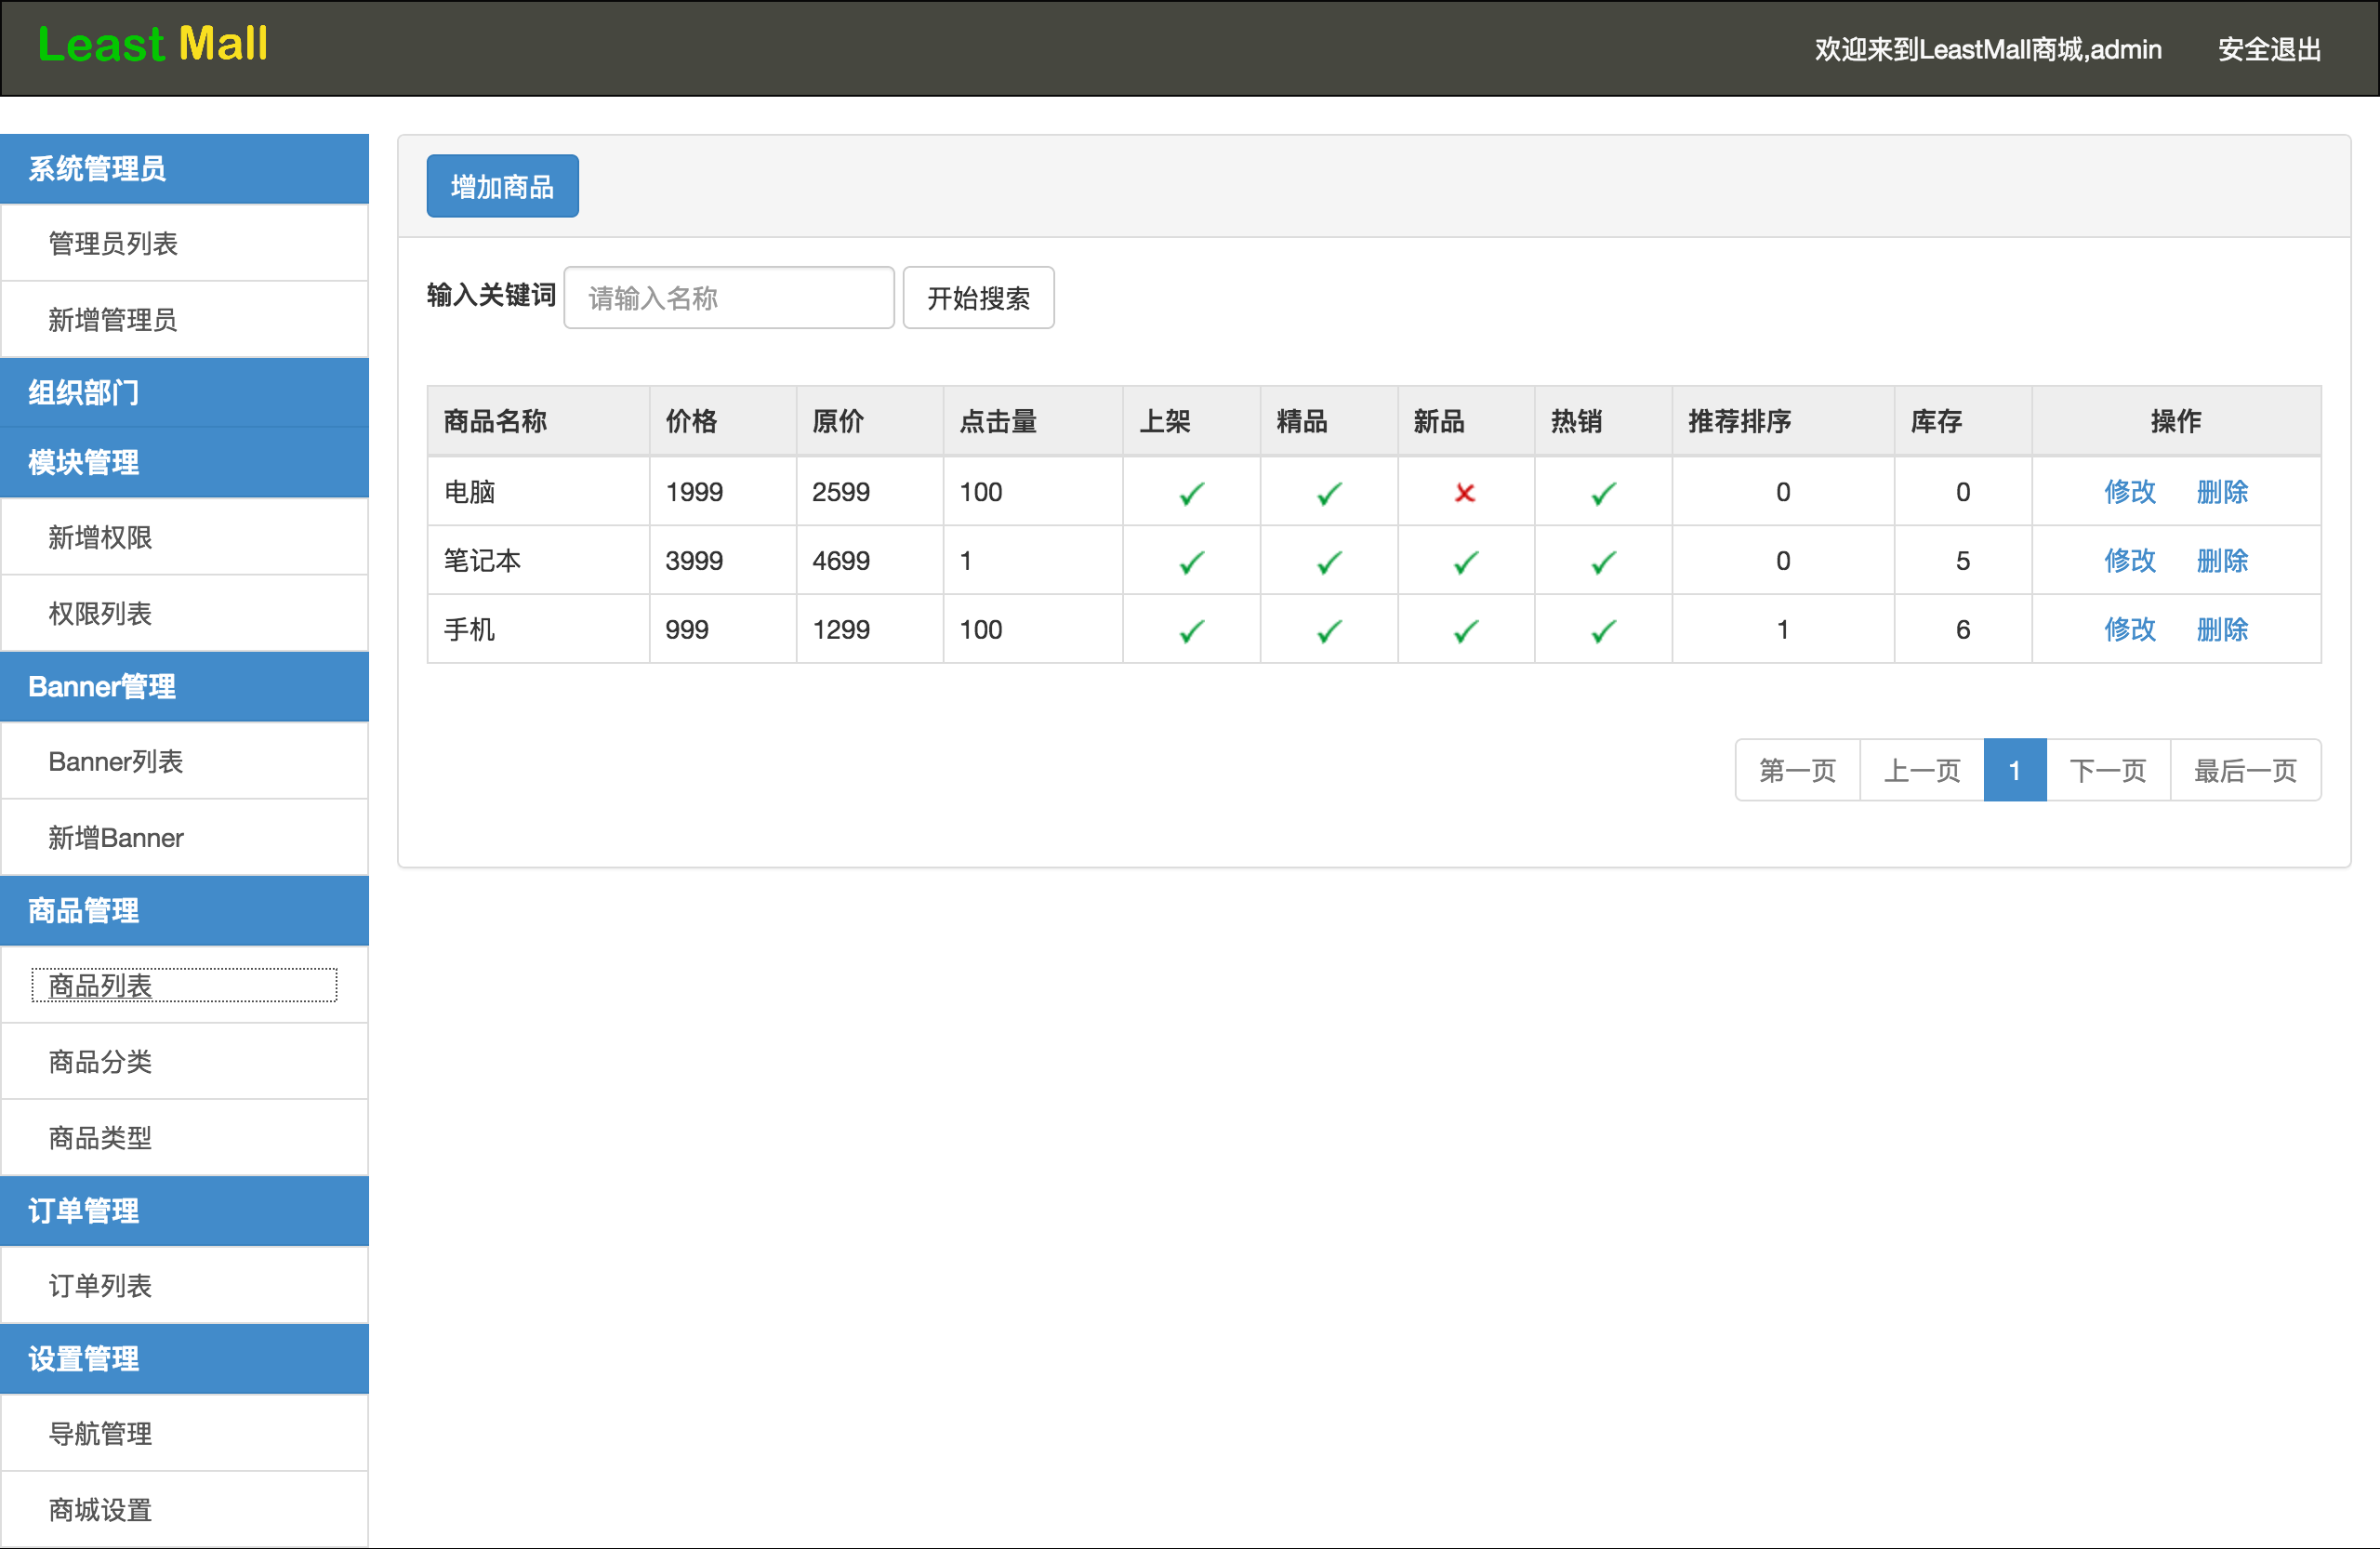 Least Mall
欢迎来到LeastMall商城,admin 安全退出
系统管理员
管理员列表
新增管理员
组织部门
模块管理
新增权限
权限列表
Banner管理
Banner列表
新增Banner
商品管理
商品列表
商品分类
商品类型
订单管理
订单列表
设置管理
导航管理
商城设置
增加商品
输入关键词 请输入名称 开始搜索
商品名称 价格 原价 点击量 上架 精品 新品 热销 推荐排序 库存 操作
电脑 1999 2599 100 0 0 修改 删除
笔记本 3999 4699 1 0 5 修改 删除
手机 999 1299 100 1 6 修改 删除
第一页 上一页 1 下一页 最后一页